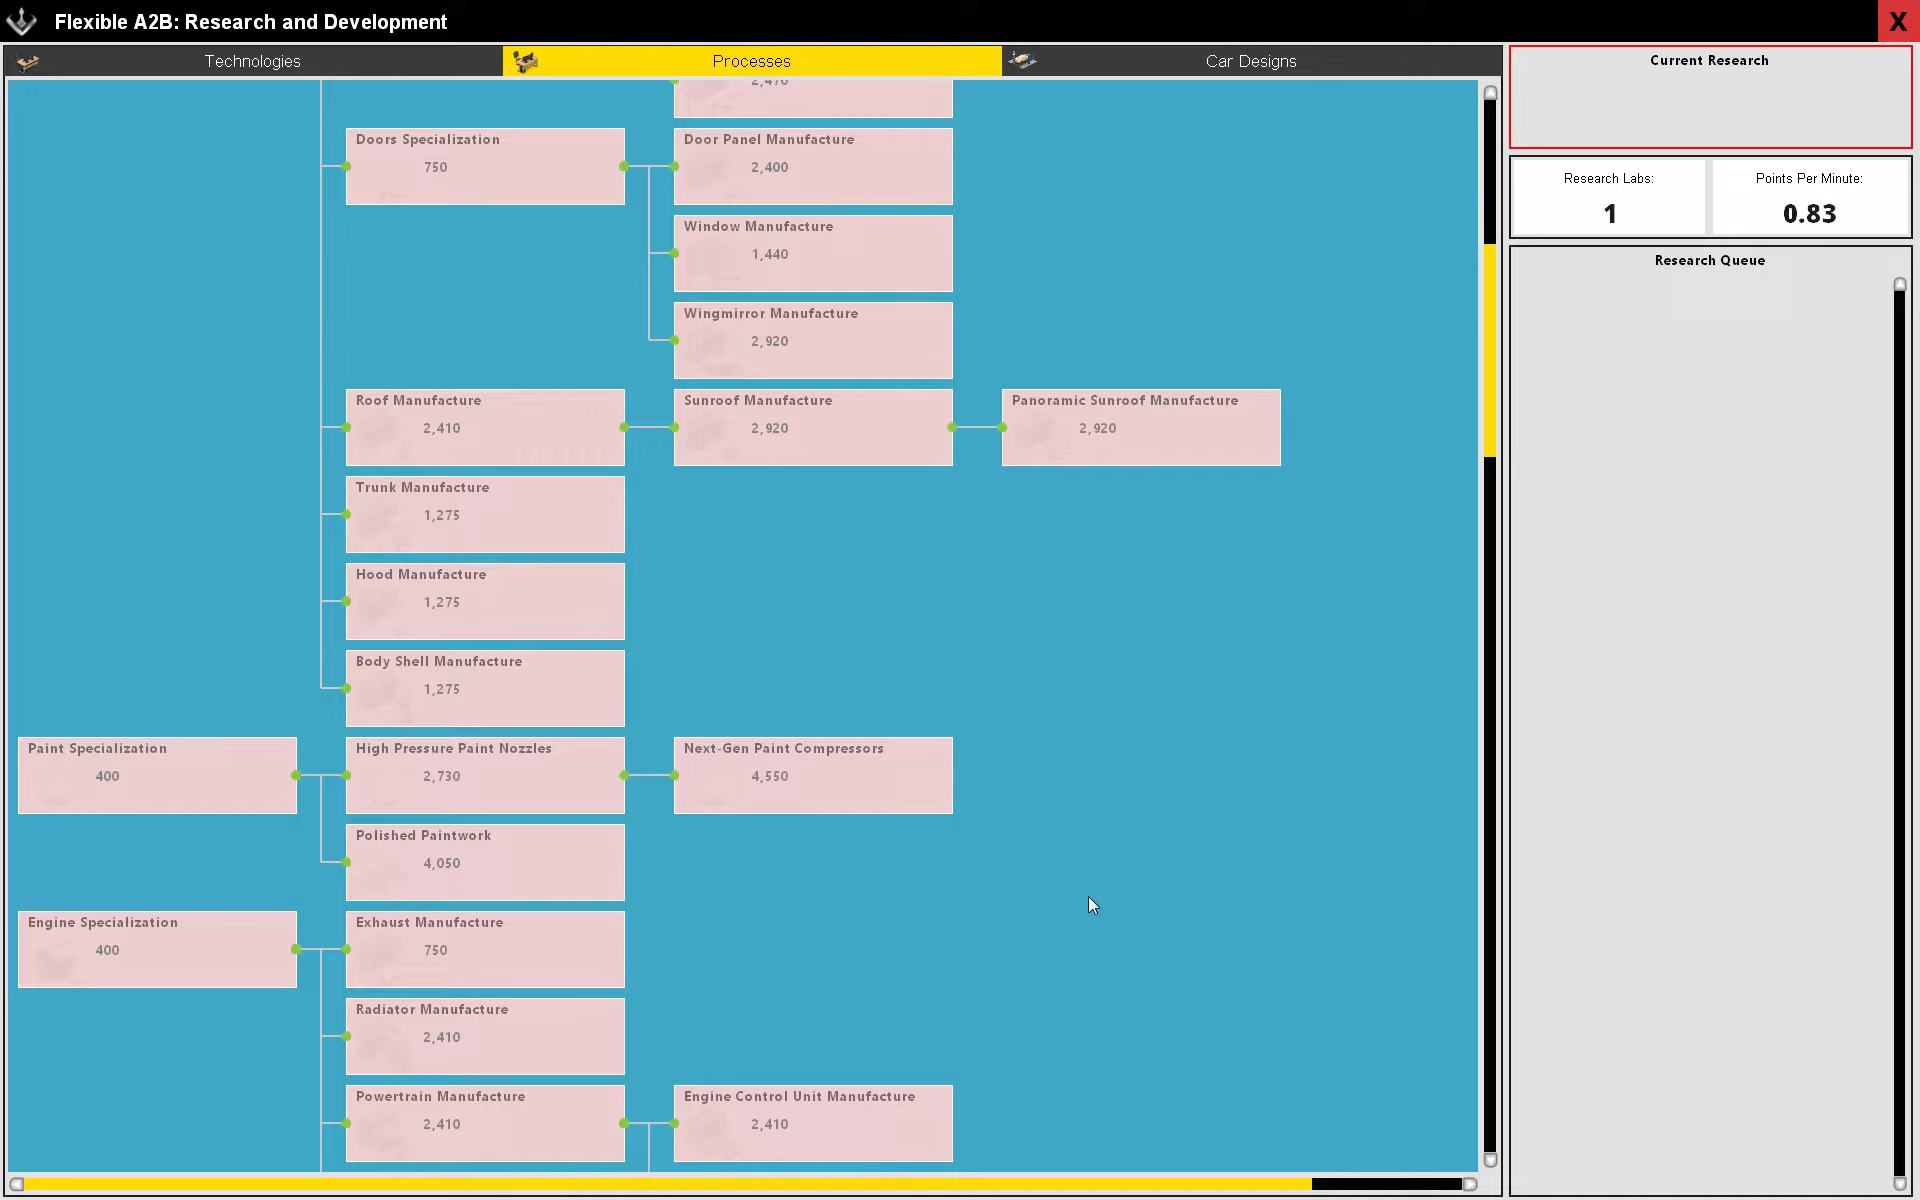 Flexible A2B: Research and Development
X
Technologies
Processes
Car Designs
2,470
Doors Specialization
750
Door Panel Manufacture
2,400
Window Manufacture
1,440
Wingmirror Manufacture
2,920
Roof Manufacture
2,410
Sunroof Manufacture
2,920
Panoramic Sunroof Manufacture
2,920
Trunk Manufacture
1,275
Hood Manufacture
1,275
Body Shell Manufacture
1,275
Paint Specialization
400
High Pressure Paint Nozzles
2,730
Next-Gen Paint Compressors
4,550
Polished Paintwork
4,050
Engine Specialization
400
Exhaust Manufacture
750
Radiator Manufacture
2,410
Powertrain Manufacture
2,410
Engine Control Unit Manufacture
2,410
Current Research
Research Labs:
1
Points Per Minute:
0.83
Research Queue